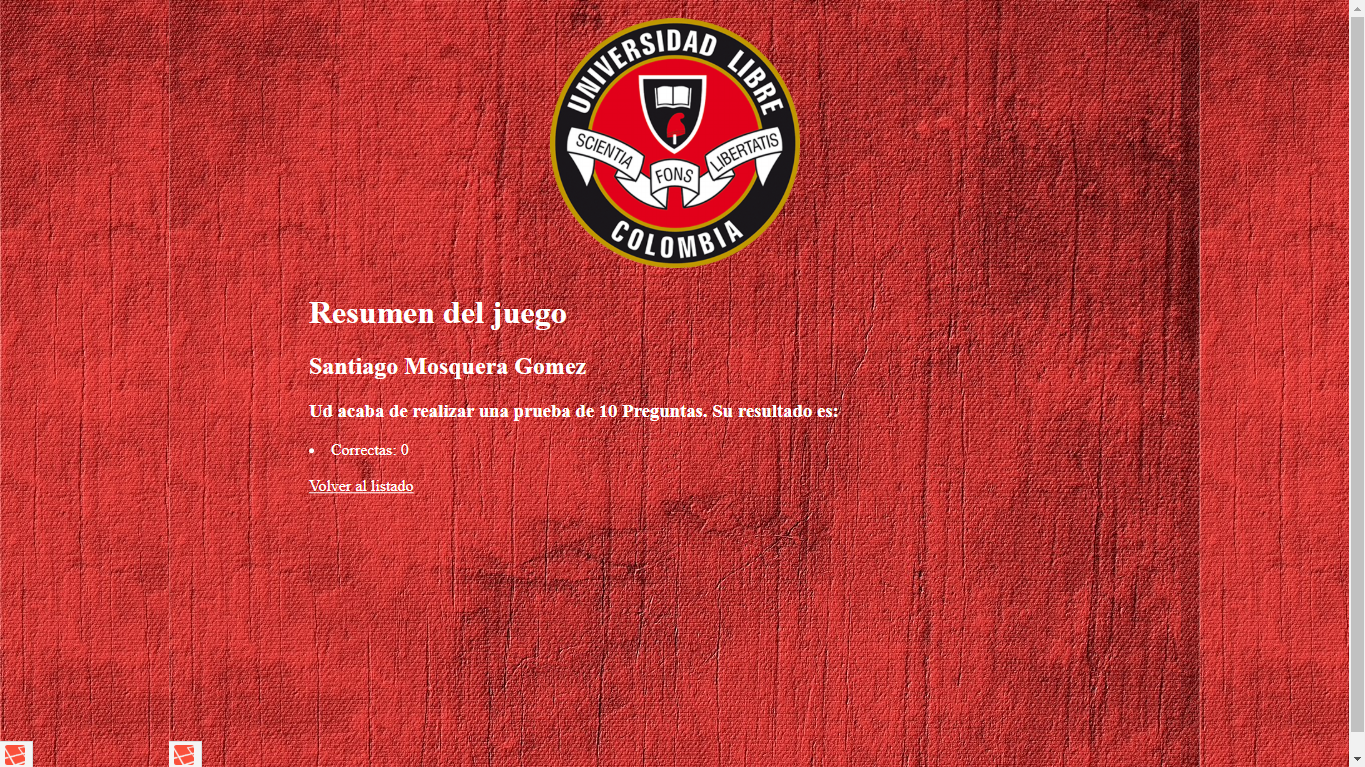 UNIVERSIDAD LIBRE
SCIENTIA FONS LIBERTATIS
COLOMBIA
Resumen del juego
Santiago Mosquera Gomez
Ud acaba de realizar una prueba de 10 Preguntas. Su resultado es:
• Correctas: 0
Volver al listado